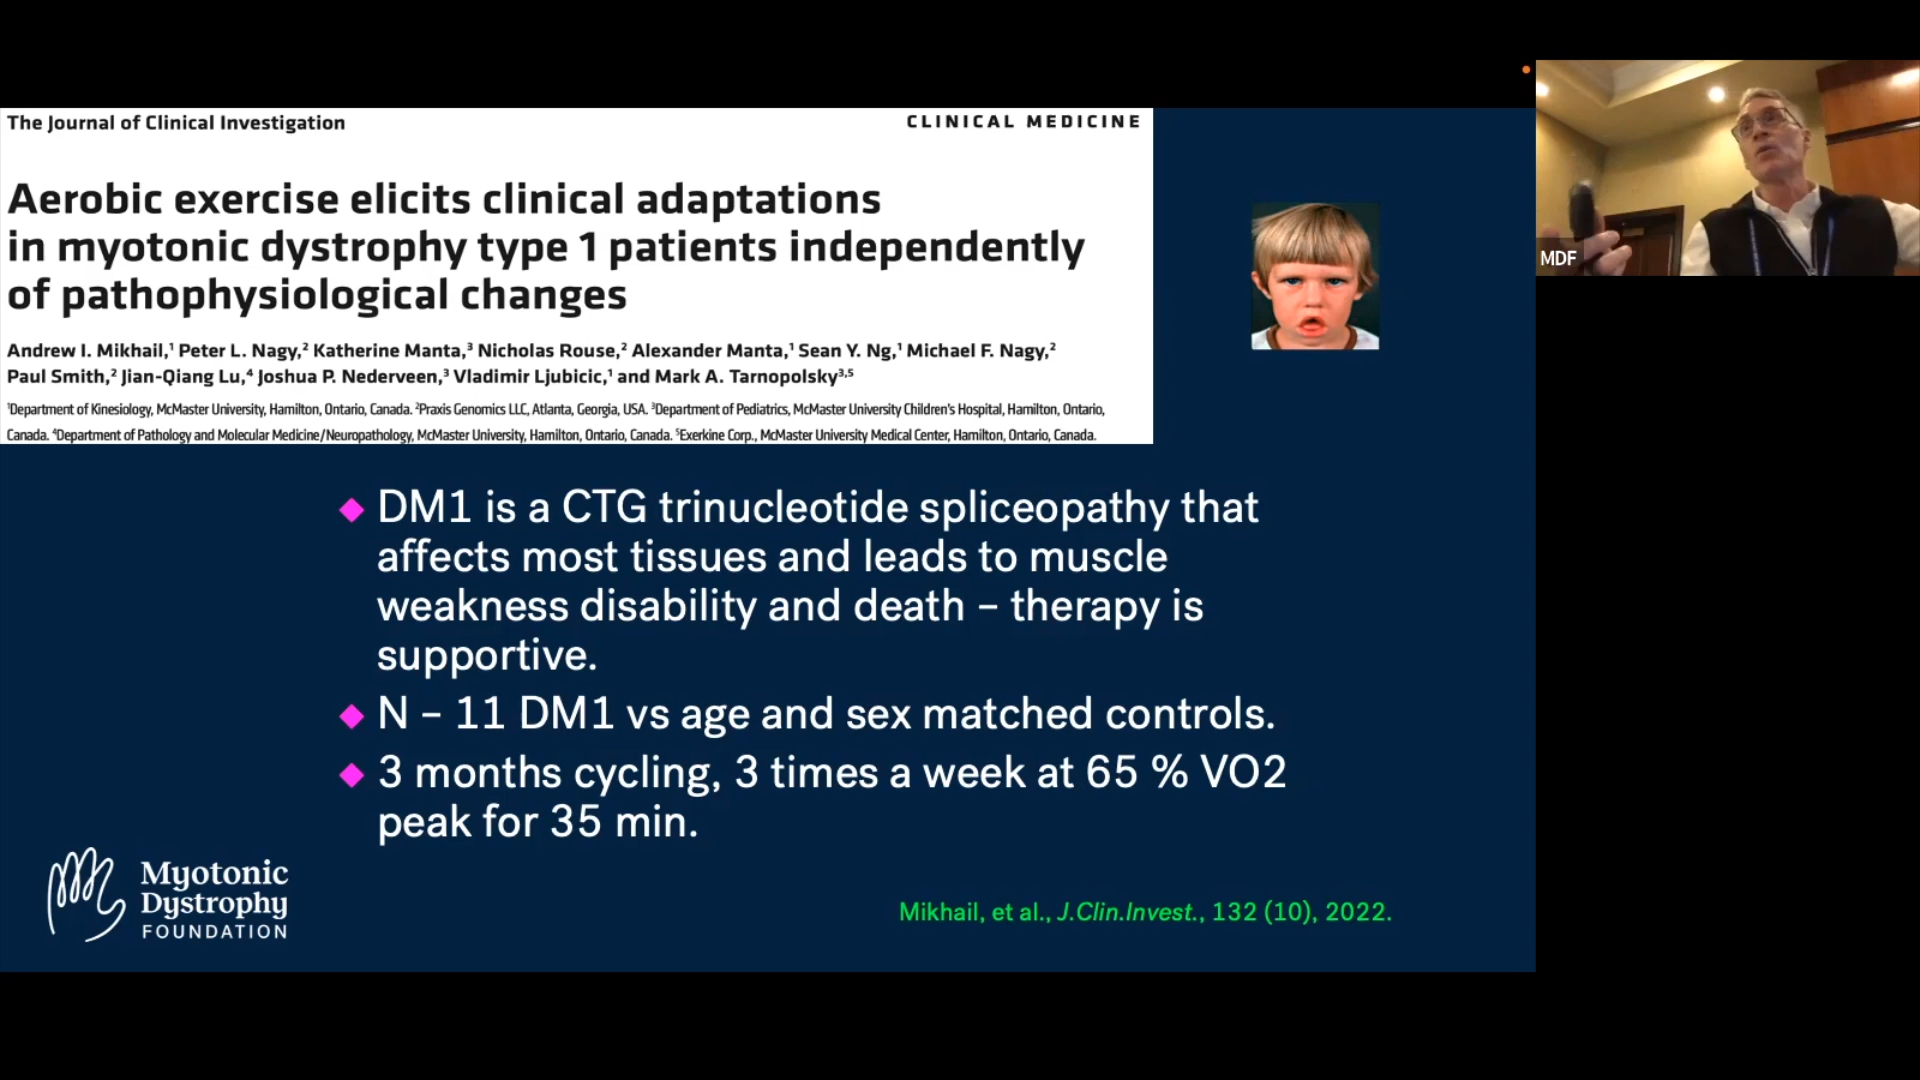 The Journal of Clinical Investigation
CLINICAL MEDICINE
Aerobic exercise elicits clinical adaptations
in myotonic dystrophy type 1 patients independently
of pathophysiological changes
Andrew I. Mikhail,¹ Peter L. Nagy,² Katherine Manta,³ Nicholas Rouse,² Alexander Manta,¹ Sean Y. Ng,¹ Michael F. Nagy,²
Paul Smith,² Jian-Qiang Lu,⁴ Joshua P. Nederveen,³ Vladimir Ljubicic,¹ and Mark A. Tarnopolsky³,⁵
¹Department of Kinesiology, McMaster University, Hamilton, Ontario, Canada. ²Praxis Genomics LLC, Atlanta, Georgia, USA. ³Department of Pediatrics, McMaster University Children's Hospital, Hamilton, Ontario,
Canada. ⁴Department of Pathology and Molecular Medicine/Neuropathology, McMaster University, Hamilton, Ontario, Canada. ⁵Exerkine Corp., McMaster University Medical Center, Hamilton, Ontario, Canada.
MDF
◆ DM1 is a CTG trinucleotide spliceopathy that
affects most tissues and leads to muscle
weakness disability and death – therapy is
supportive.
◆ N – 11 DM1 vs age and sex matched controls.
◆ 3 months cycling, 3 times a week at 65 % VO2
peak for 35 min.
Myotonic
Dystrophy
FOUNDATION
Mikhail, et al., J.Clin.Invest., 132 (10), 2022.